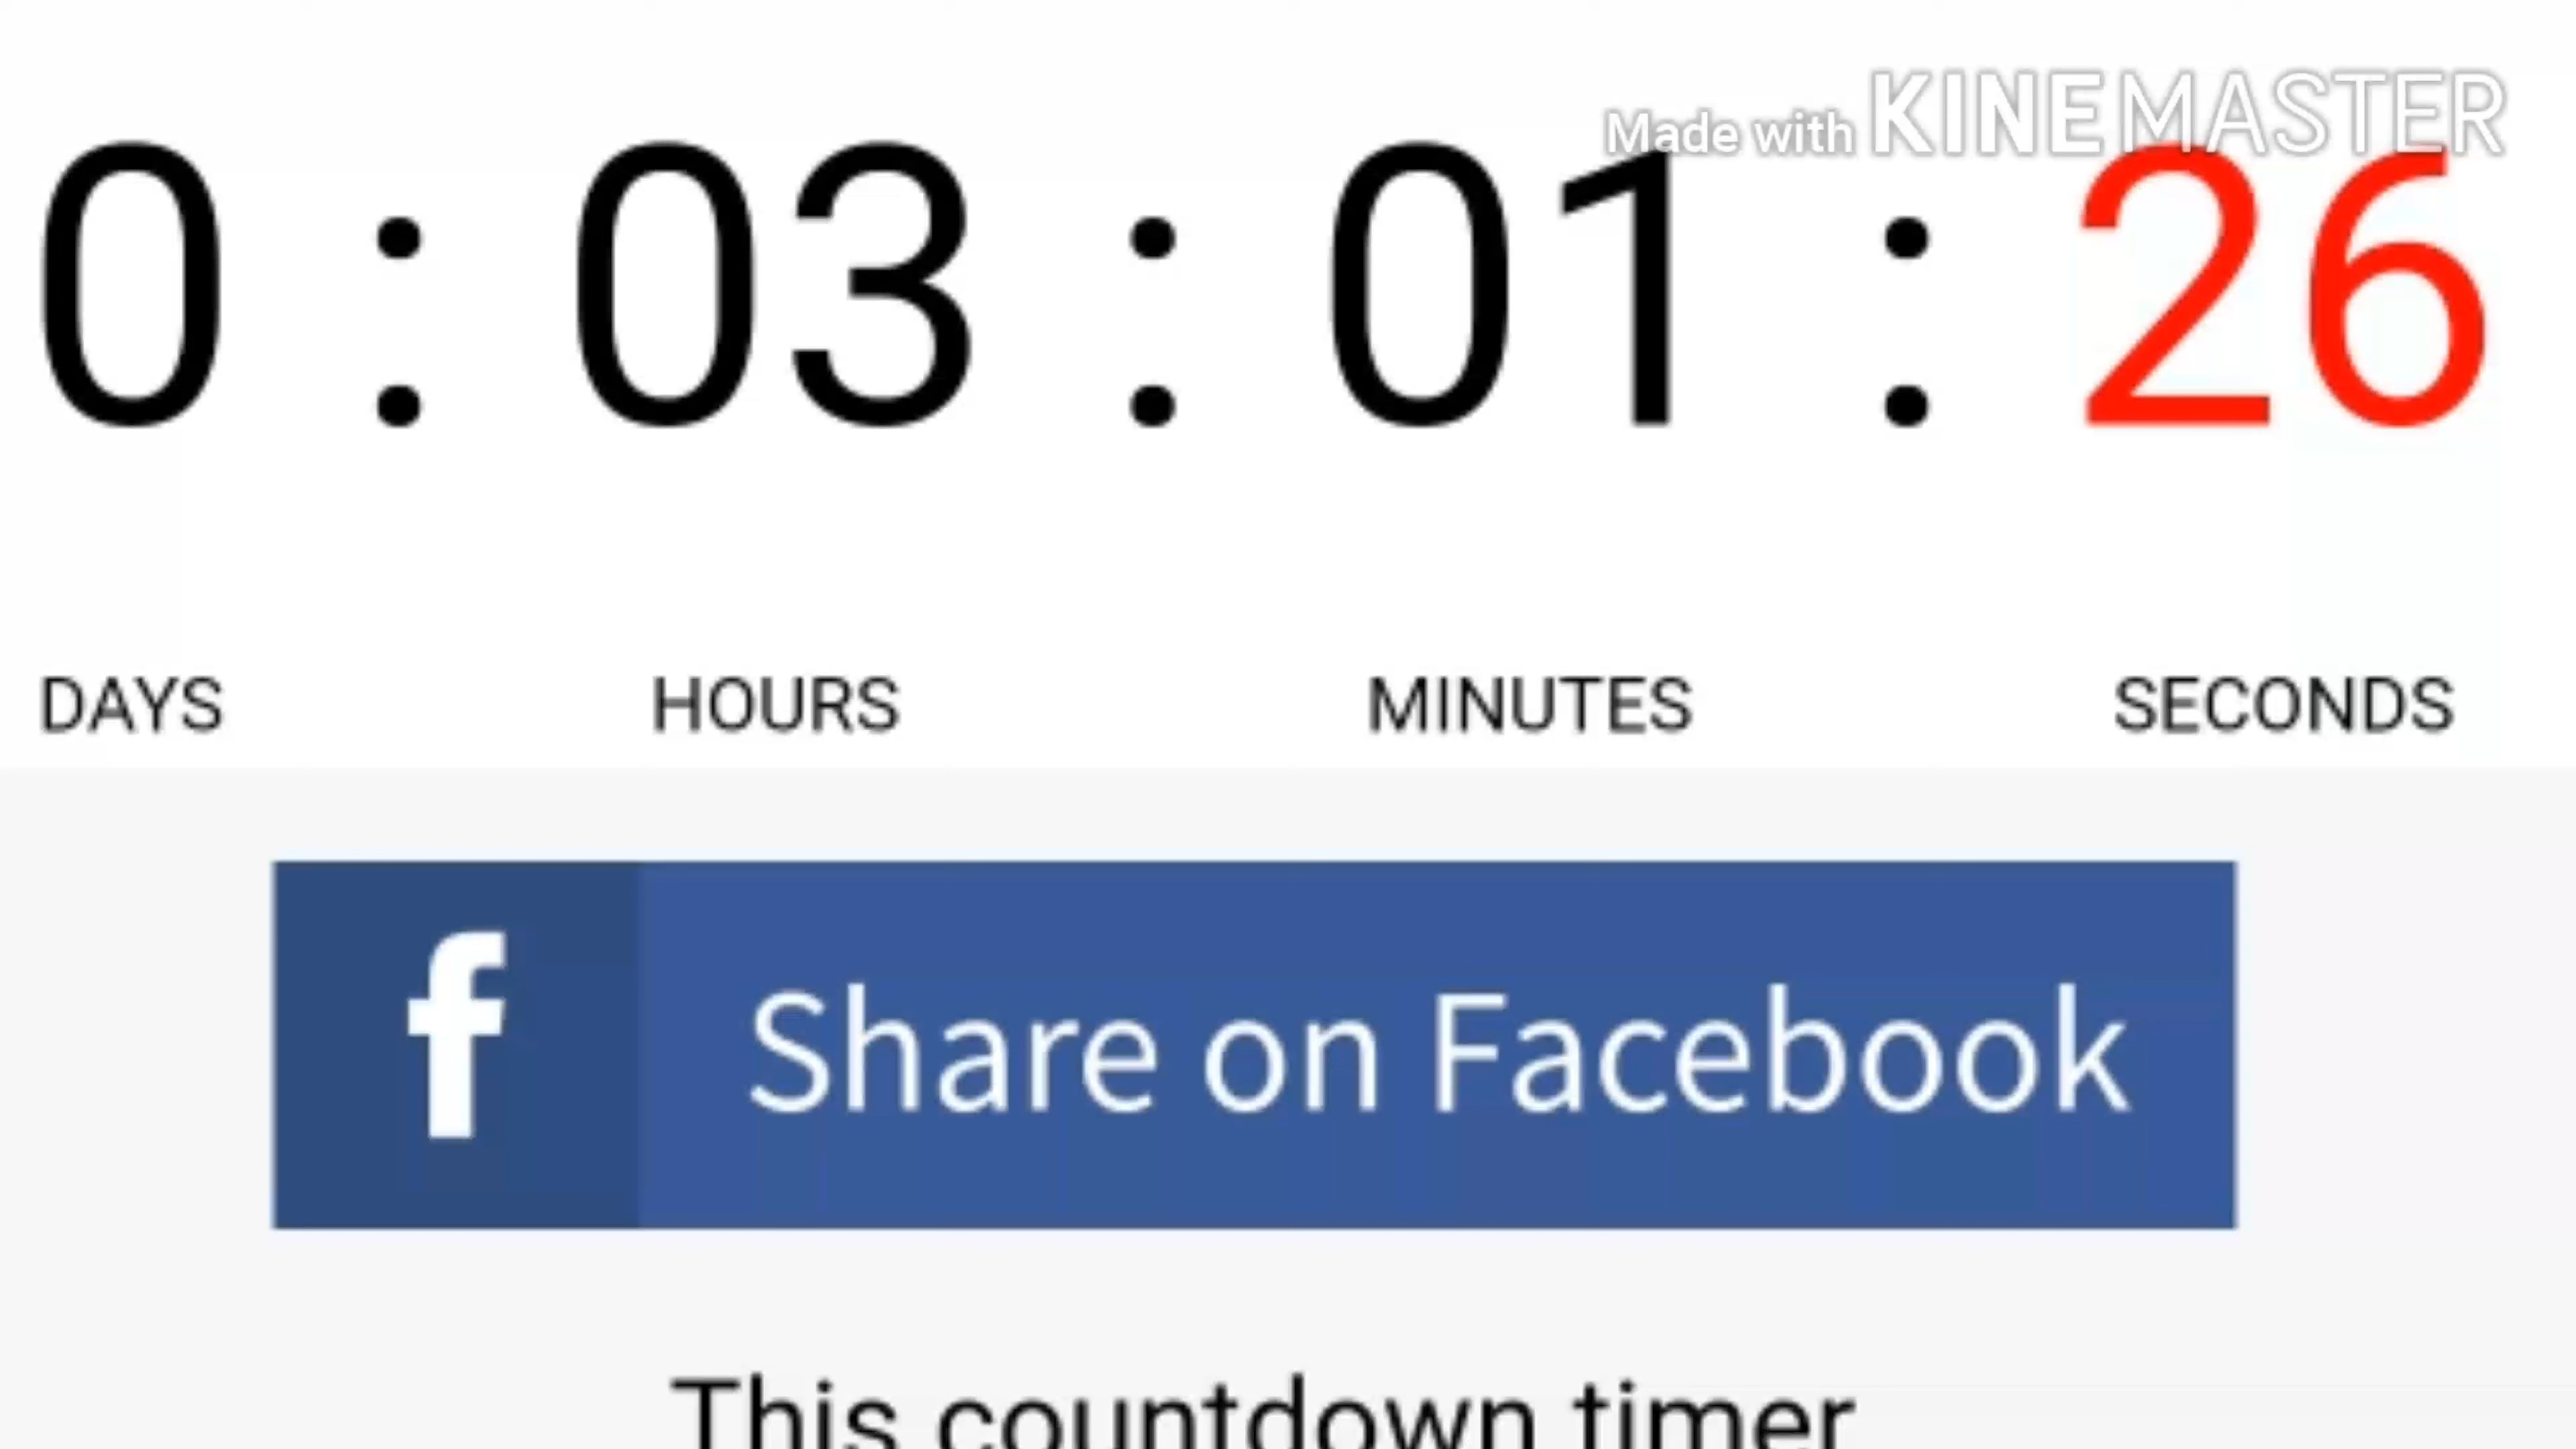 Made with KINEMASTER
0 : 03 : 01 : 26
DAYS HOURS MINUTES SECONDS
f Share on Facebook
This countdown timer